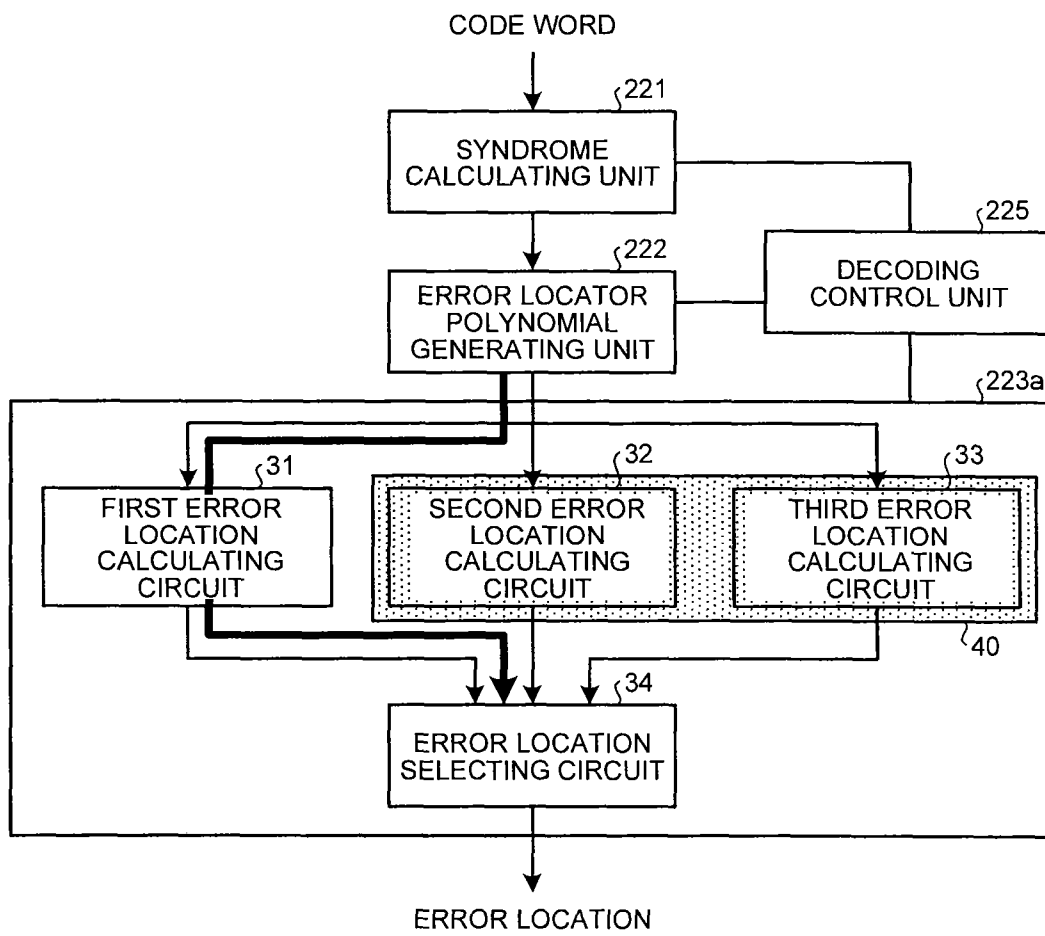 CODE WORD
221
SYNDROME
CALCULATING UNIT
225
DECODING
CONTROL UNIT
222
ERROR LOCATOR
POLYNOMIAL
GENERATING UNIT
223a
31
FIRST ERROR
LOCATION
CALCULATING
CIRCUIT
32
SECOND ERROR
LOCATION
CALCULATING
CIRCUIT
33
THIRD ERROR
LOCATION
CALCULATING
CIRCUIT
40
34
ERROR LOCATION
SELECTING CIRCUIT
ERROR LOCATION